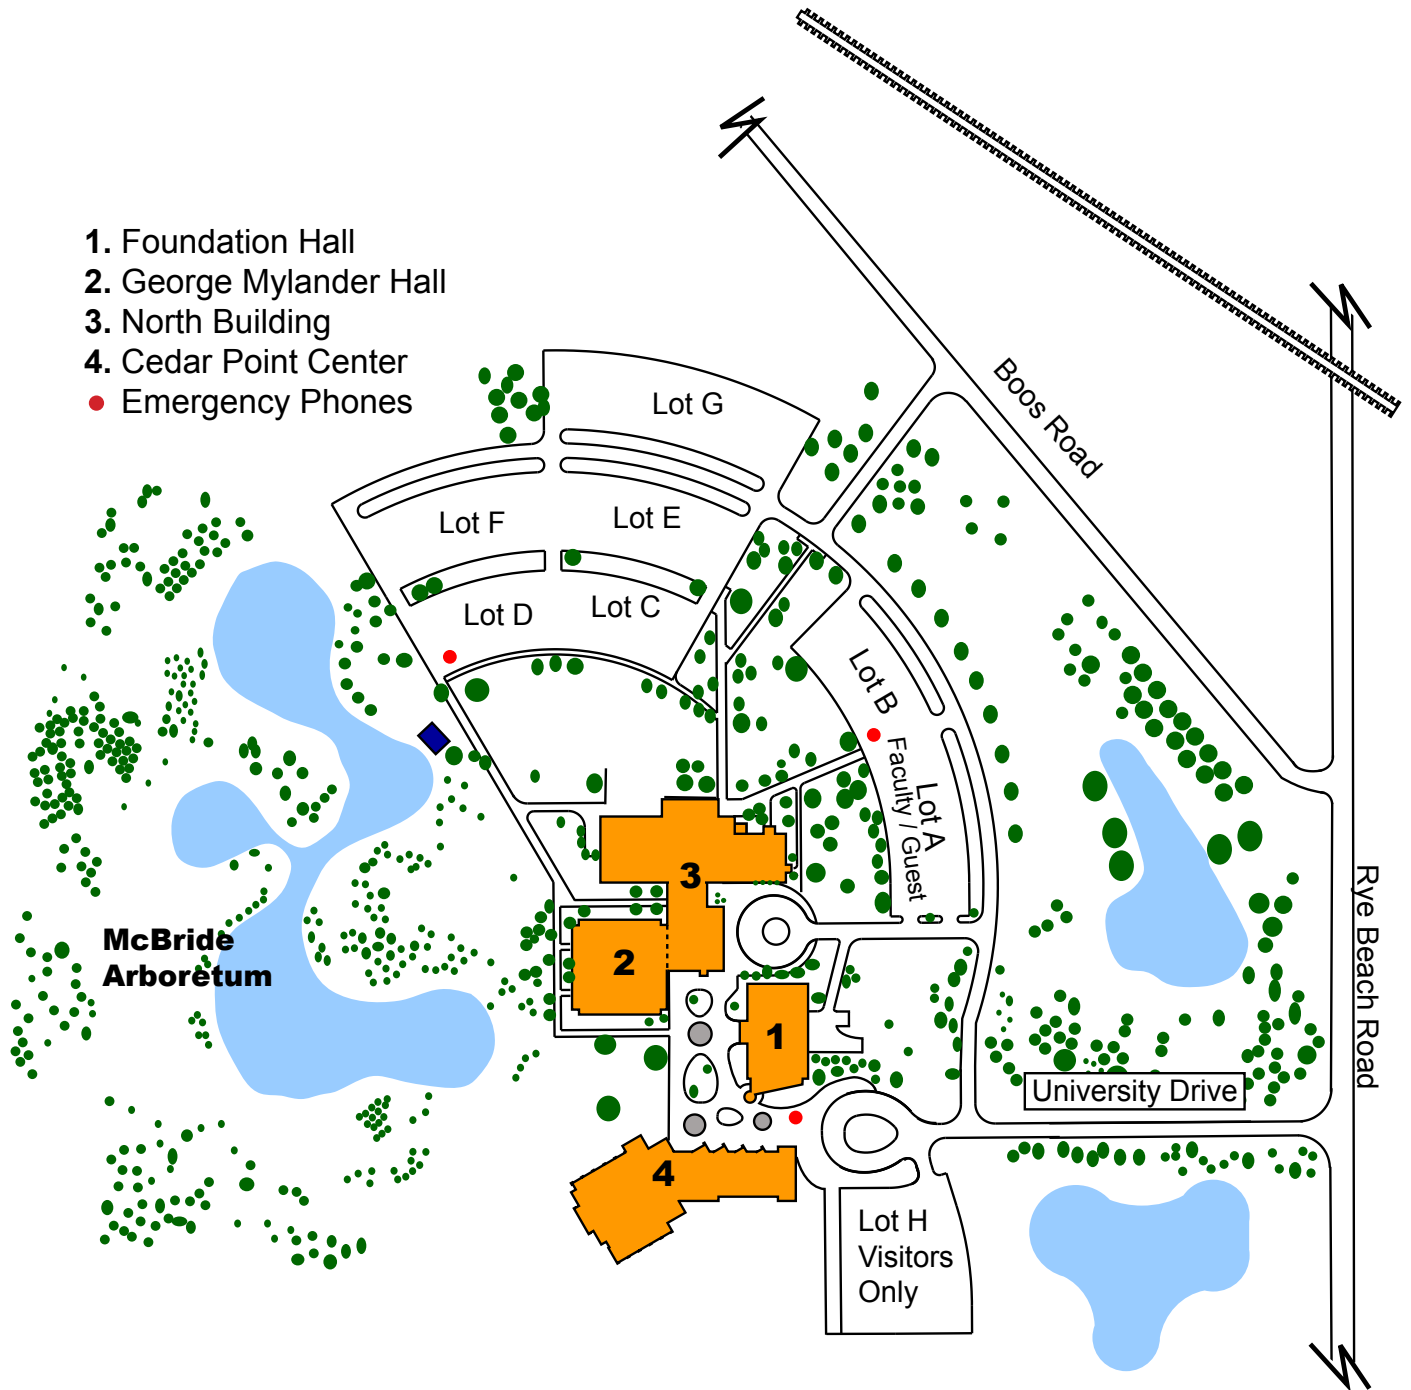 1. Foundation Hall
2. George Mylander Hall
3. North Building
4. Cedar Point Center
Emergency Phones
Boos Road
Lot G
Lot F
Lot E
Lot D
Lot C
Lot B
Lot A
Faculty / Guest
Rye Beach Road
3
McBride
Arboretum
2
1
University Drive
4
Lot H
Visitors
Only